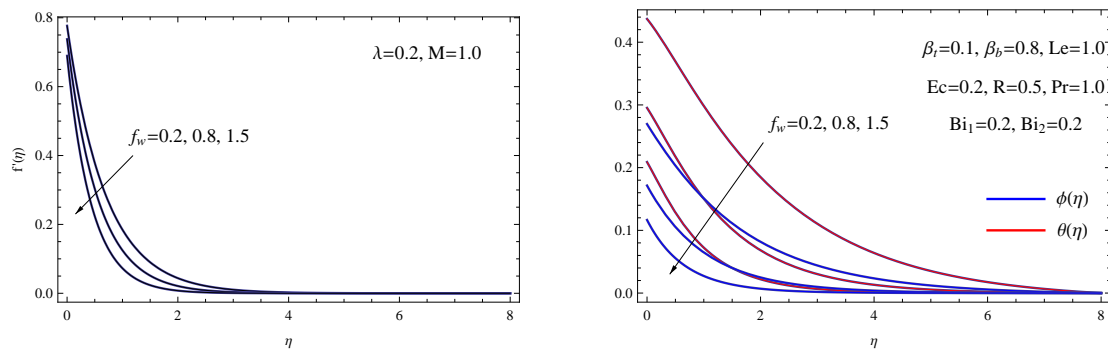 0.8
0.6
0.4
0.2
0.0
f'(η)
λ=0.2, M=1.0
f_w=0.2, 0.8, 1.5
0 2 4 6 8
η
0.4
0.3
0.2
0.1
0.0
β_t=0.1, β_b=0.8, Le=1.0
Ec=0.2, R=0.5, Pr=1.0
Bi₁=0.2, Bi₂=0.2
f_w=0.2, 0.8, 1.5
ϕ(η)
θ(η)
0 2 4 6 8
η